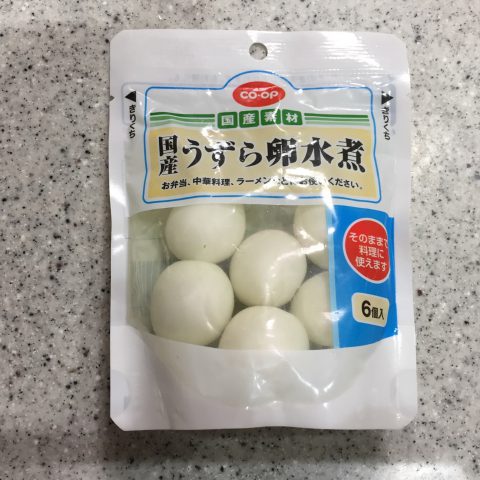 CO·OP
国産素材
国産
うずら卵水煮
お弁当、中華料理、ラーメン
ください。
きりくち
きりくち
そのままで
料理に
使えます
6個入